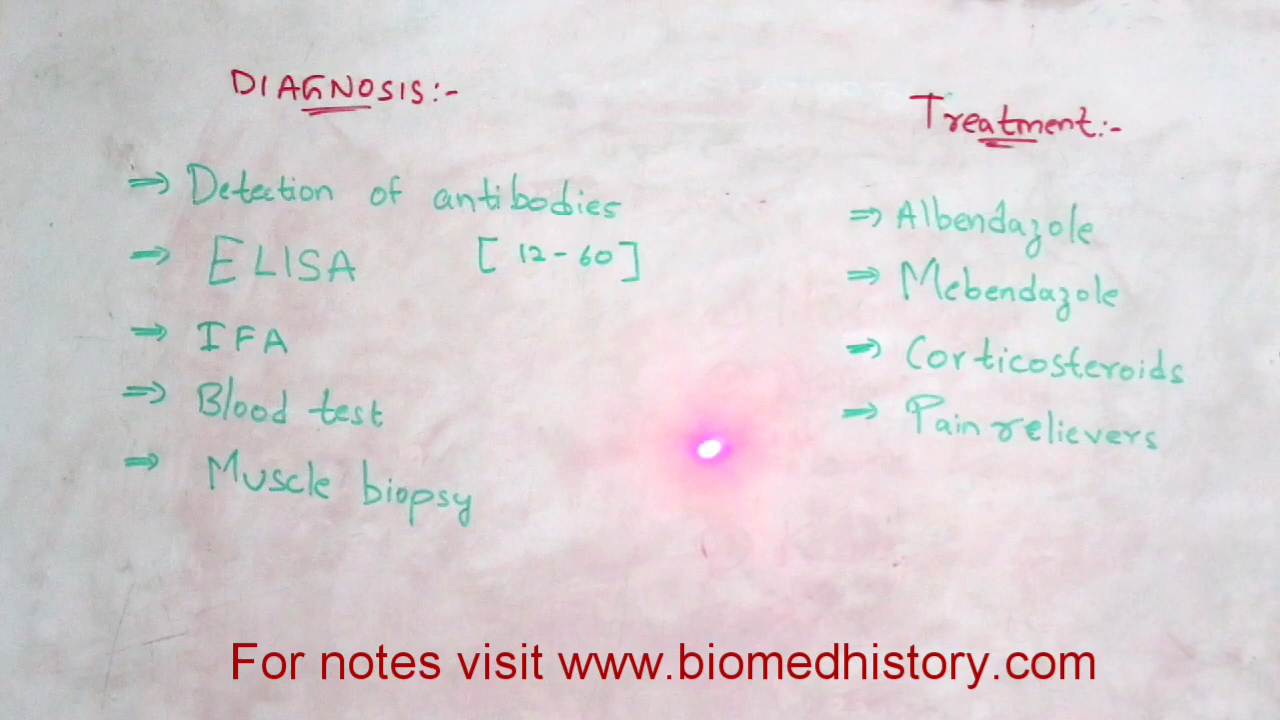 DIAGNOSIS:-
⇒ Detection of antibodies
⇒ ELISA [12-60]
⇒ IFA
⇒ Blood test
⇒ Muscle biopsy
Treatment:-
⇒ Albendazole
⇒ Mebendazole
⇒ Corticosteroids
⇒ Pain relievers
For notes visit www.biomedhistory.com